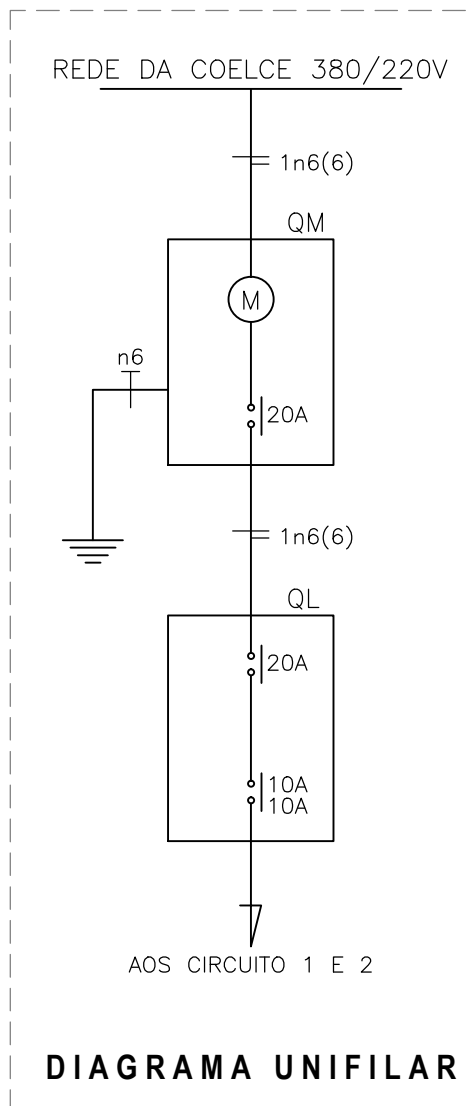 REDE DA COELCE 380/220V
1n6(6)
QM
M
n6
20A
1n6(6)
QL
20A
10A
10A
AOS CIRCUITO 1 E 2
DIAGRAMA UNIFILAR